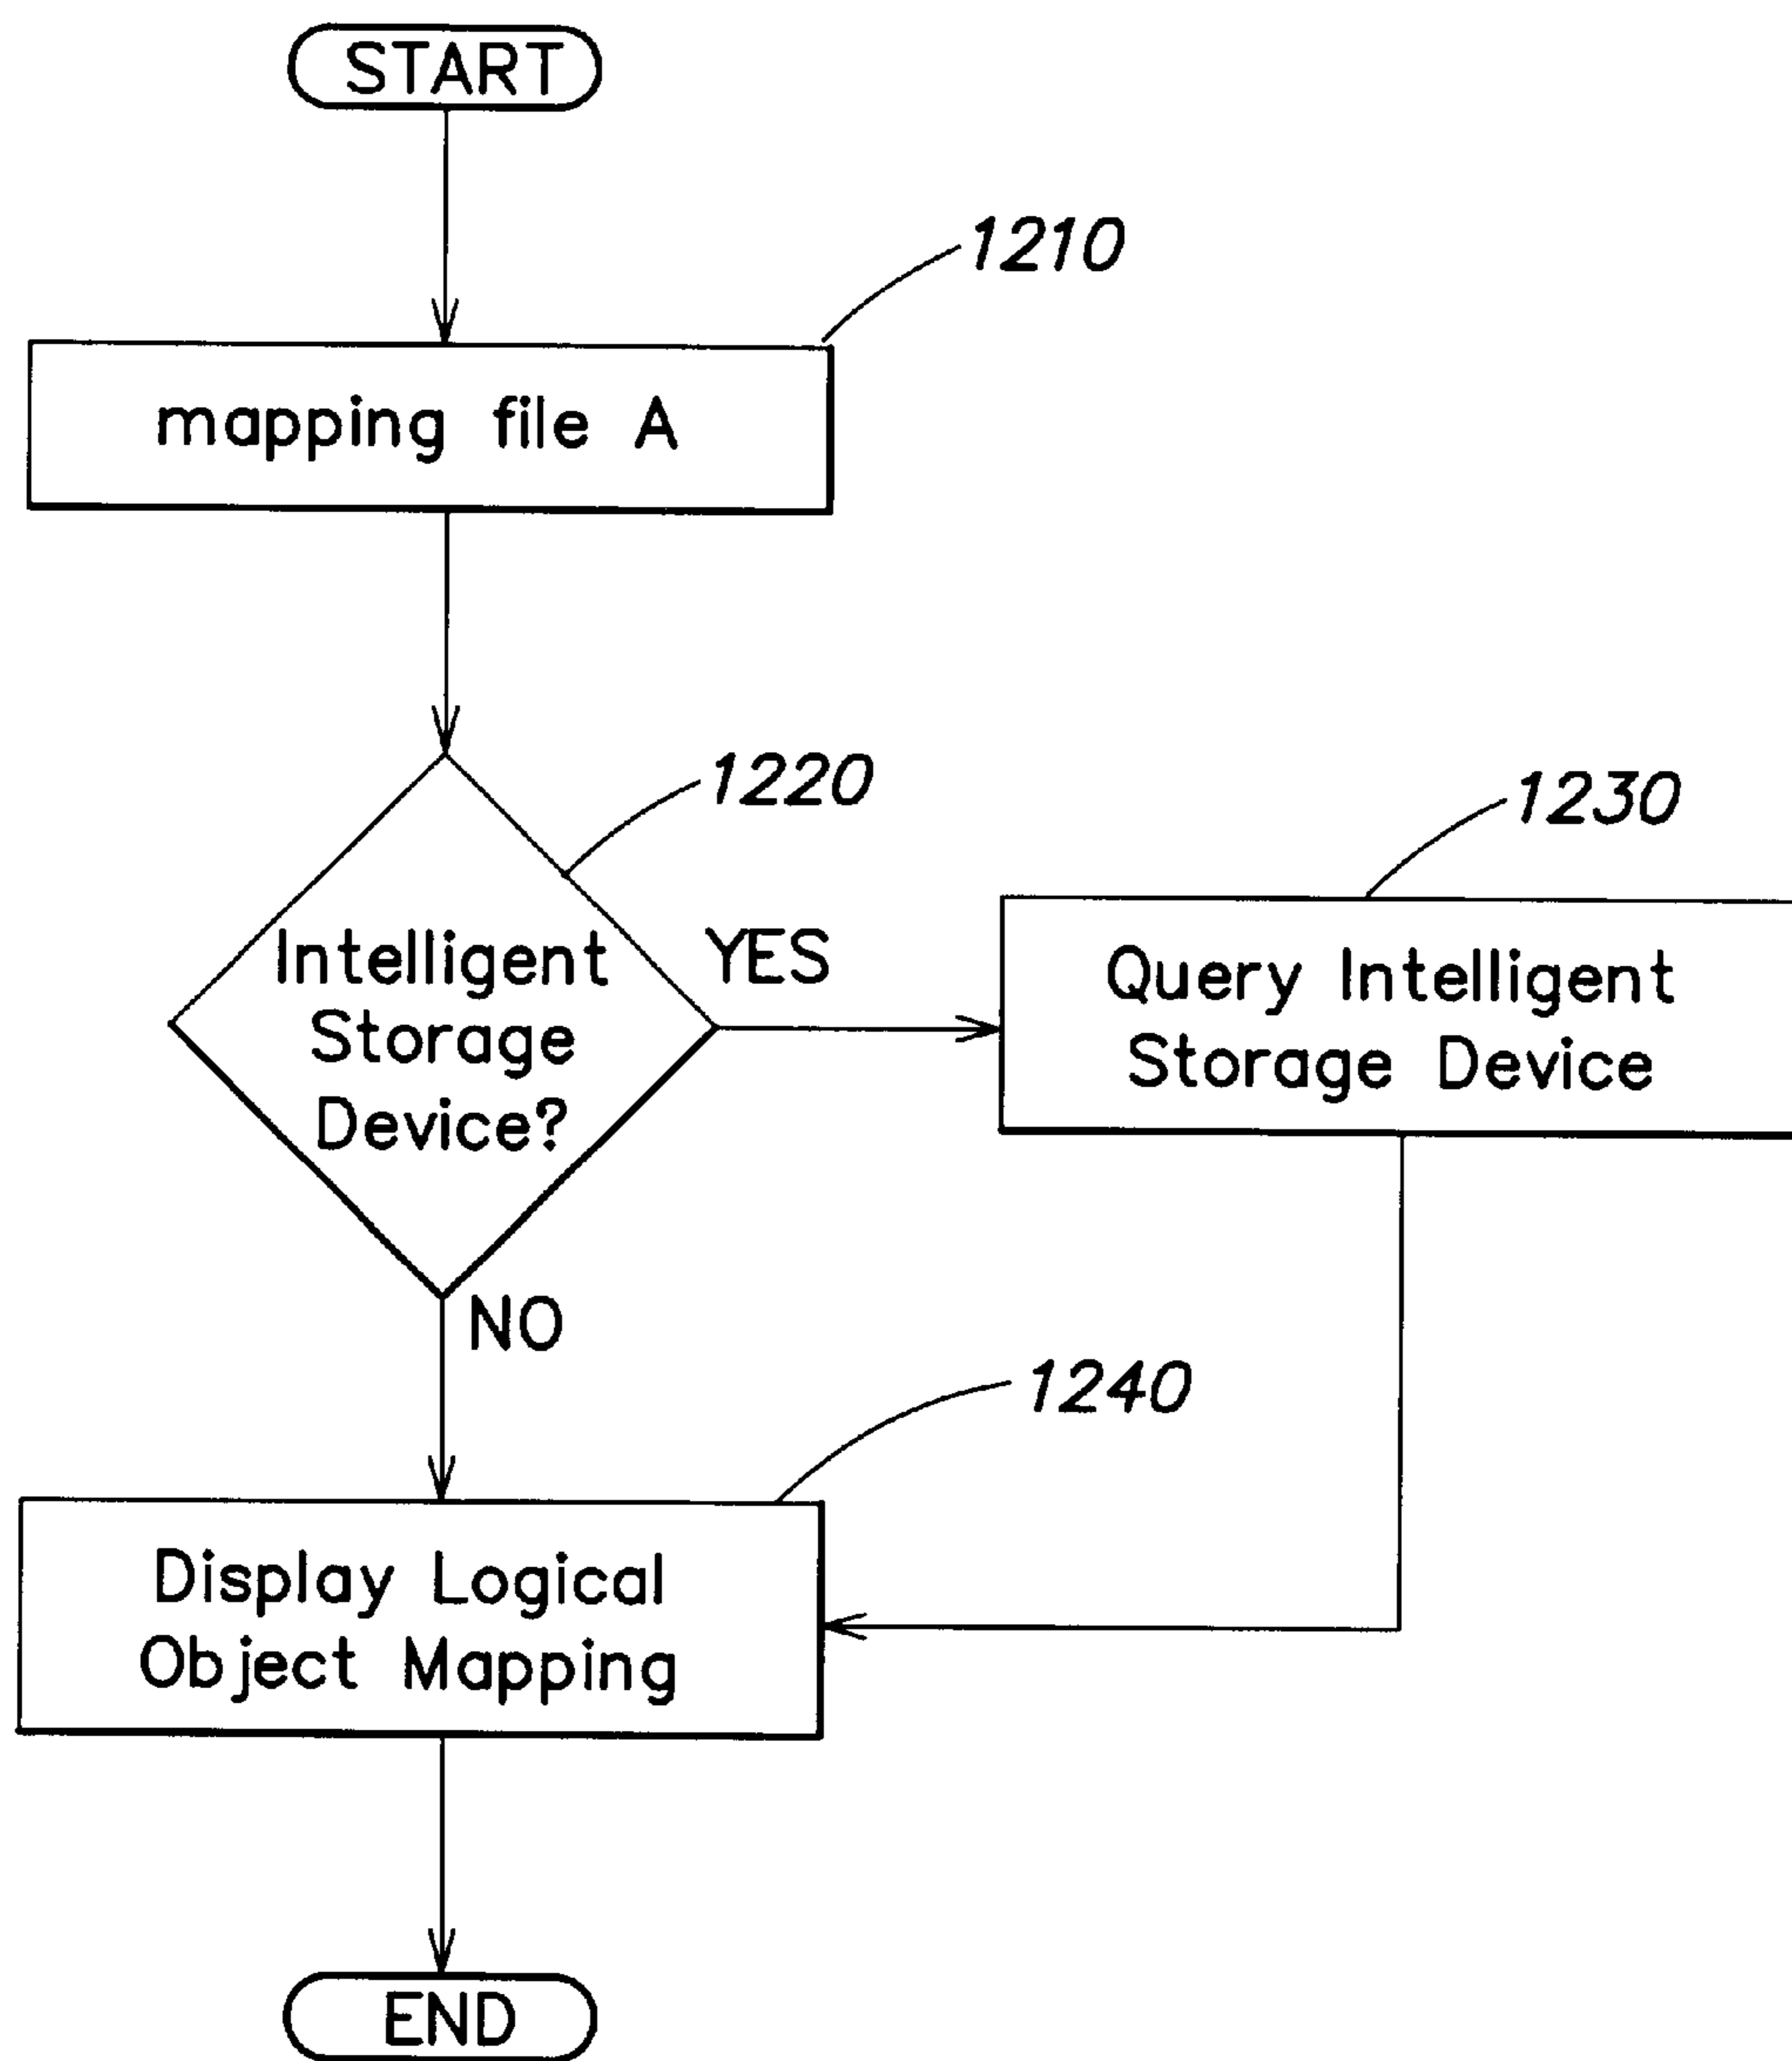 START
1210
mapping file A
1220
1230
Intelligent
Storage
Device?
YES
Query Intelligent
Storage Device
NO
1240
Display Logical
Object Mapping
END